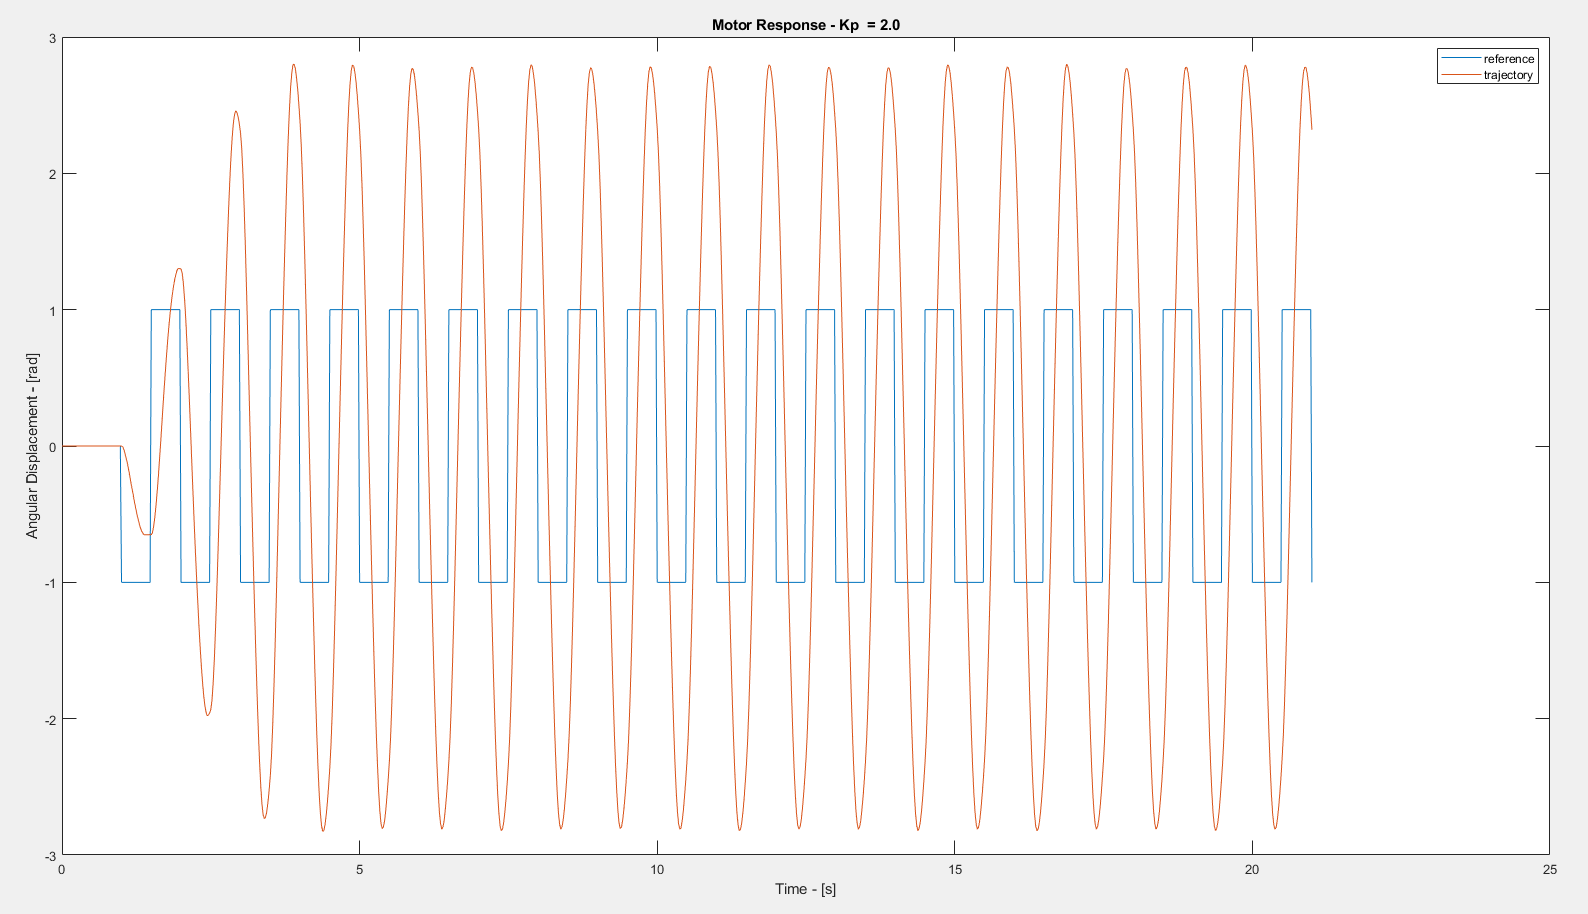 Motor Response - Kp  = 2.0
reference
trajectory
3
2
1
0
-1
-2
-3
Angular Displacement - [rad]
0
5
10
15
20
25
Time - [s]